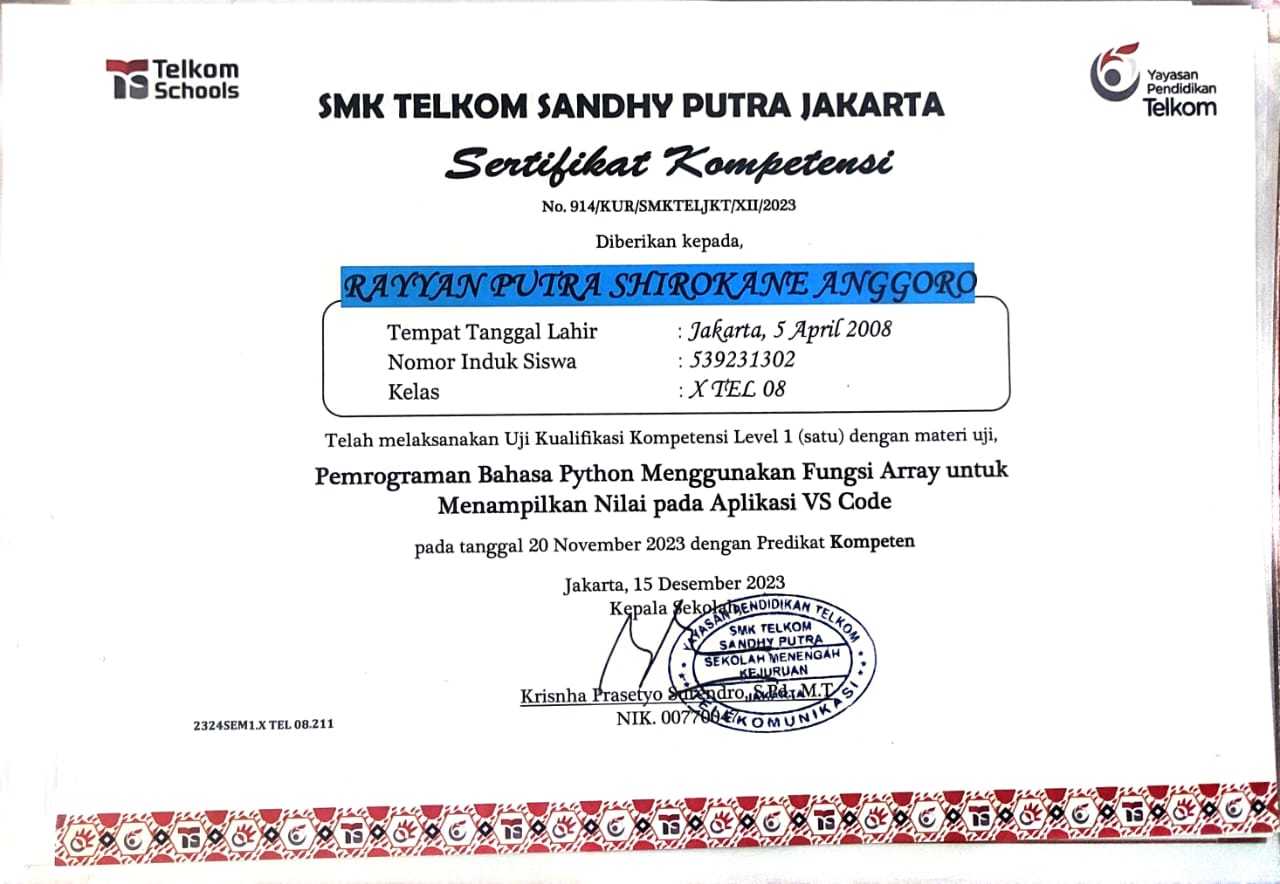 Telkom
Schools
Yayasan
Pendidikan
Telkom
SMK TELKOM SANDHY PUTRA JAKARTA
Sertifikat Kompetensi
No. 914/KUR/SMKTELJKT/XII/2023
Diberikan kepada,
RAYYAN PUTRA SHIROKANE ANGGORO
Tempat Tanggal Lahir : Jakarta, 5 April 2008
Nomor Induk Siswa : 539231302
Kelas : X TEL 08
Telah melaksanakan Uji Kualifikasi Kompetensi Level 1 (satu) dengan materi uji,
Pemrograman Bahasa Python Menggunakan Fungsi Array untuk
Menampilkan Nilai pada Aplikasi VS Code
pada tanggal 20 November 2023 dengan Predikat Kompeten
Jakarta, 15 Desember 2023
Kepala Sekolah
YAYASAN PENDIDIKAN TELKOM
SMK TELKOM
SANDHY PUTRA
SEKOLAH MENENGAH
KEJURUAN
JAKARTA
TELEKOMUNIKASI
Krisnha Prasetyo S.Pd., M.T
NIK.
2324SEM1.X TEL 08.211